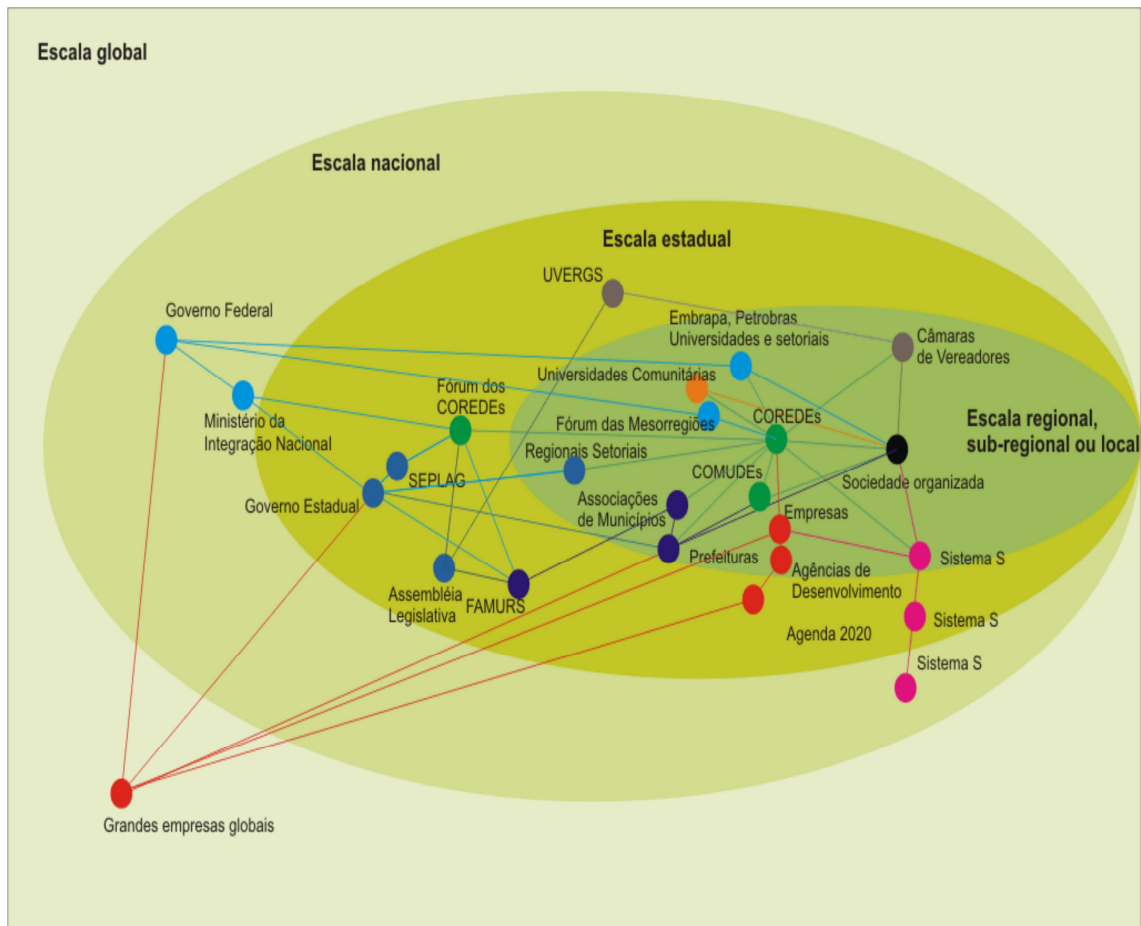 Escala global
Escala nacional
Escala estadual
UVERGS
Governo Federal
Embrapa, Petrobras
Universidades e setoriais
Câmaras
de Vereadores
Universidades Comunitárias
Fórum dos
COREDEs
Ministério da
Integração Nacional
Fórum das Mesorregiões
COREDEs
Escala regional,
sub-regional ou local
Regionais Setoriais
SEPLAG
COMUDEs
Sociedade organizada
Governo Estadual
Associações
de Municípios
Empresas
Prefeituras
Sistema S
Agências de
Desenvolvimento
Assembléia
Legislativa
FAMURS
Agenda 2020
Sistema S
Sistema S
Grandes empresas globais